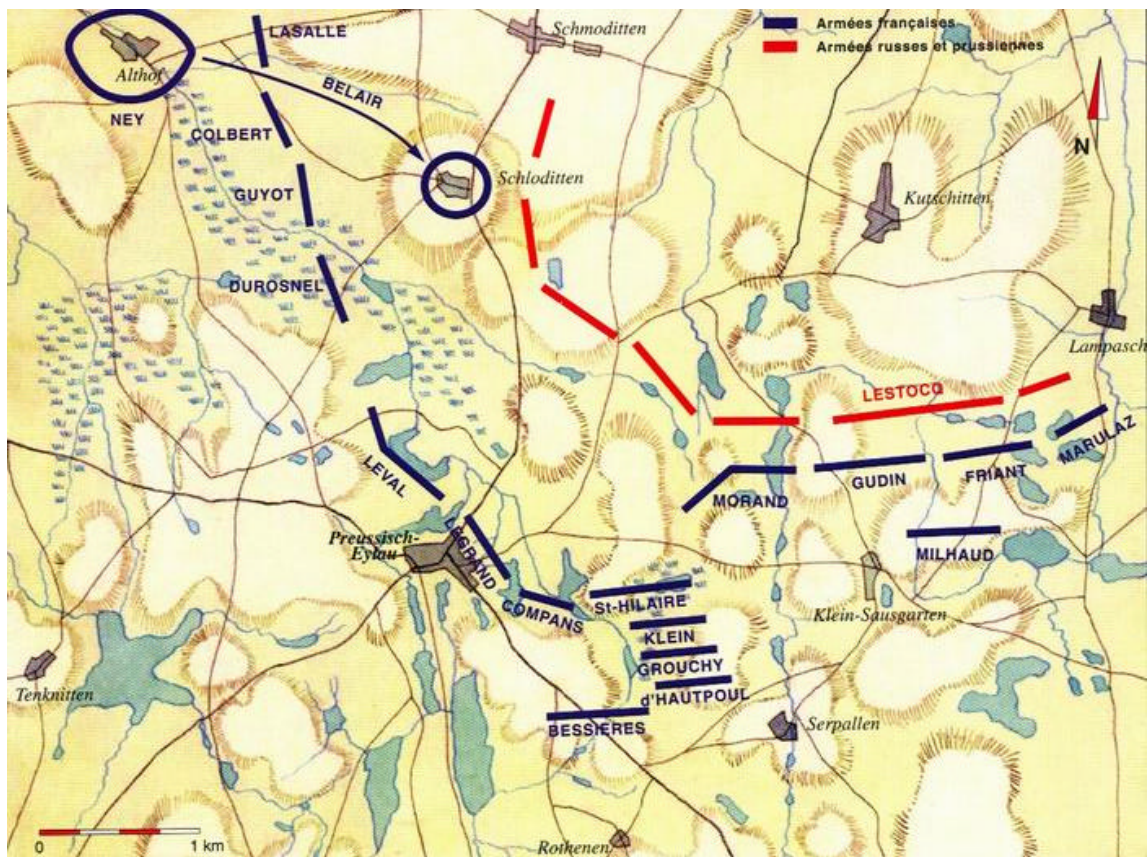 LASALLE
Schmoditten
Armées françaises
Armées russes et prussiennes
Althof
BELAIR
NEY
COLBERT
N
Schloditten
GUYOT
Kutschitten
DUROSNEL
Lampasch
LESTOCQ
MARULAZ
LEVAL
MORAND
GUDIN
FRIANT
Preussisch-
Eylau
LAGRAND
MILHAUD
COMPANS
St-HILAIRE
Klein-Sausgarten
KLEIN
GROUCHY
Tenknitten
d'HAUTPOUL
BESSIERES
Serpallen
0
1 km
Rothenen